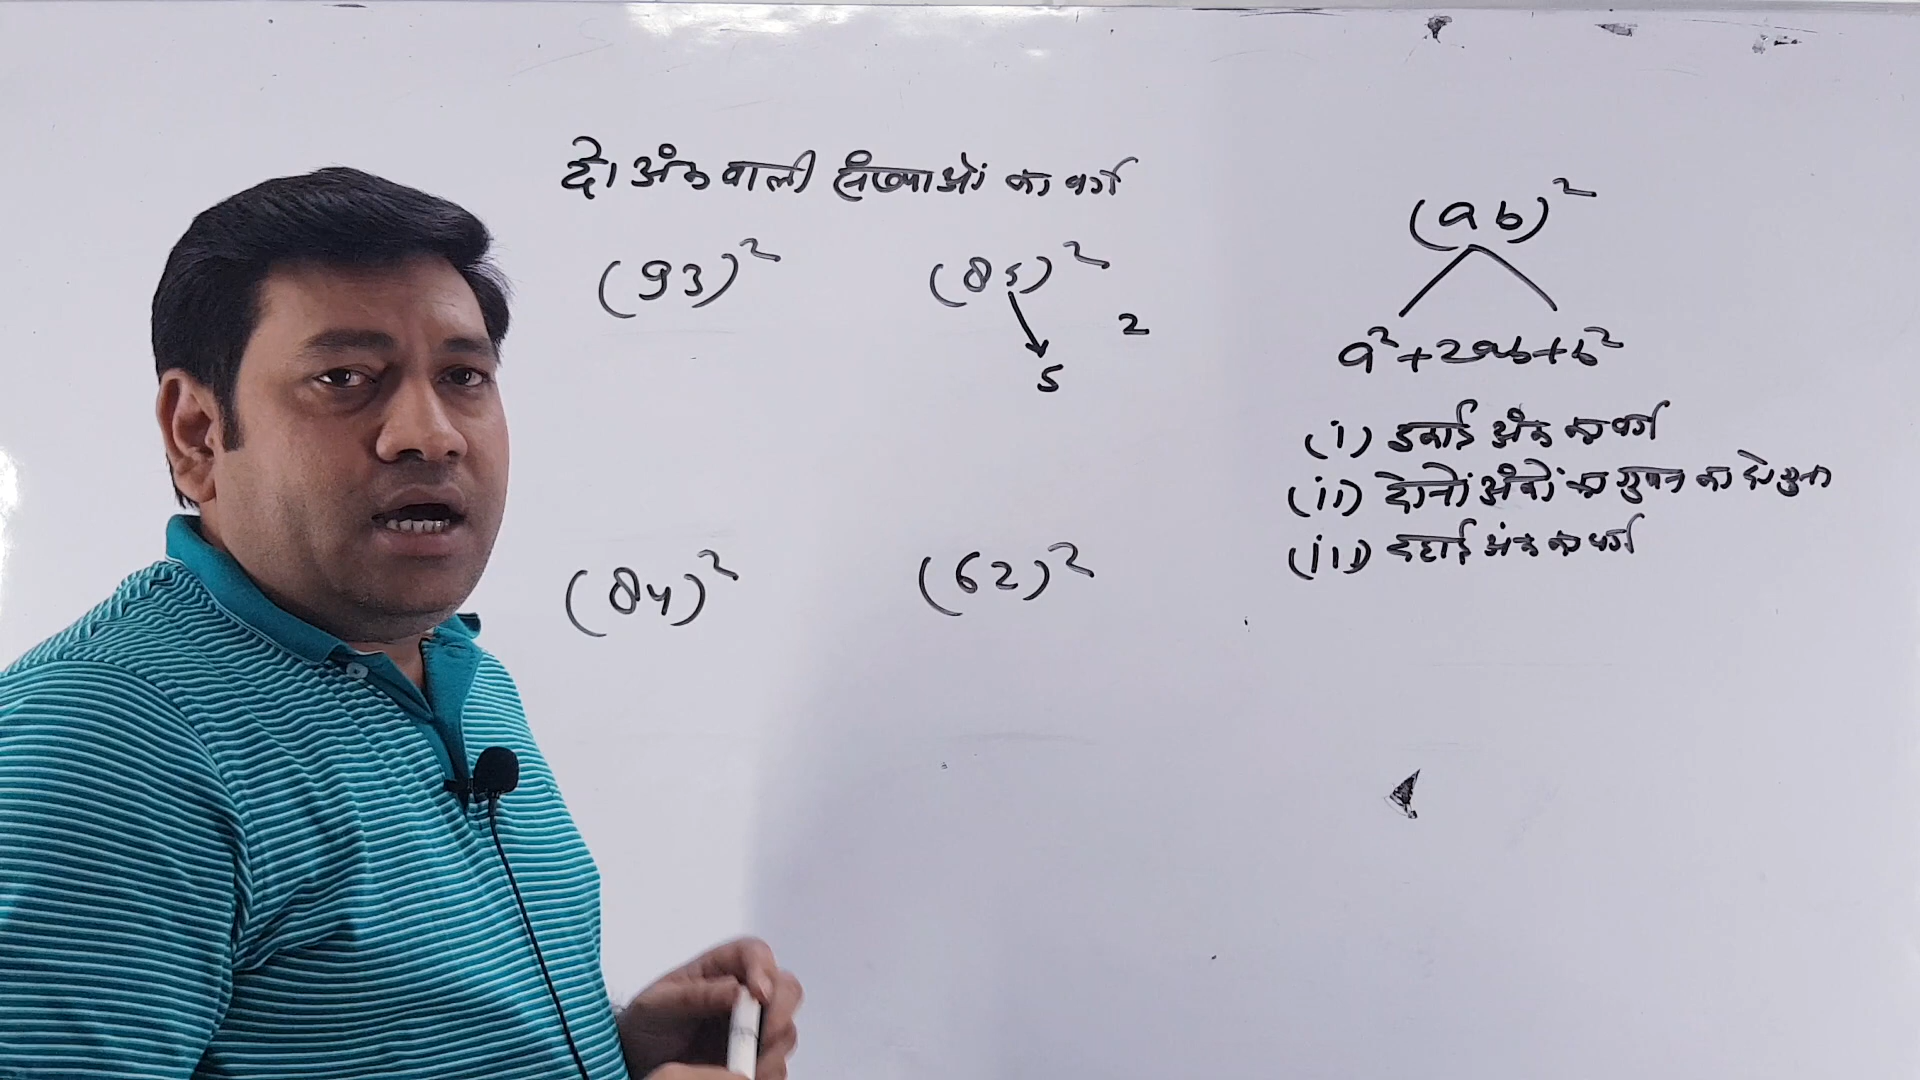 दो अंक वाली संख्याओं का वर्ग
(93)²
(85)²
5
2
(84)²
(62)²
(ab)²
a²+2ab+b²
(i) इकाई अंक का वर्ग
(ii) दोनों अंकों का गुणन का दो गुना
(iii) दहाई अंक का वर्ग